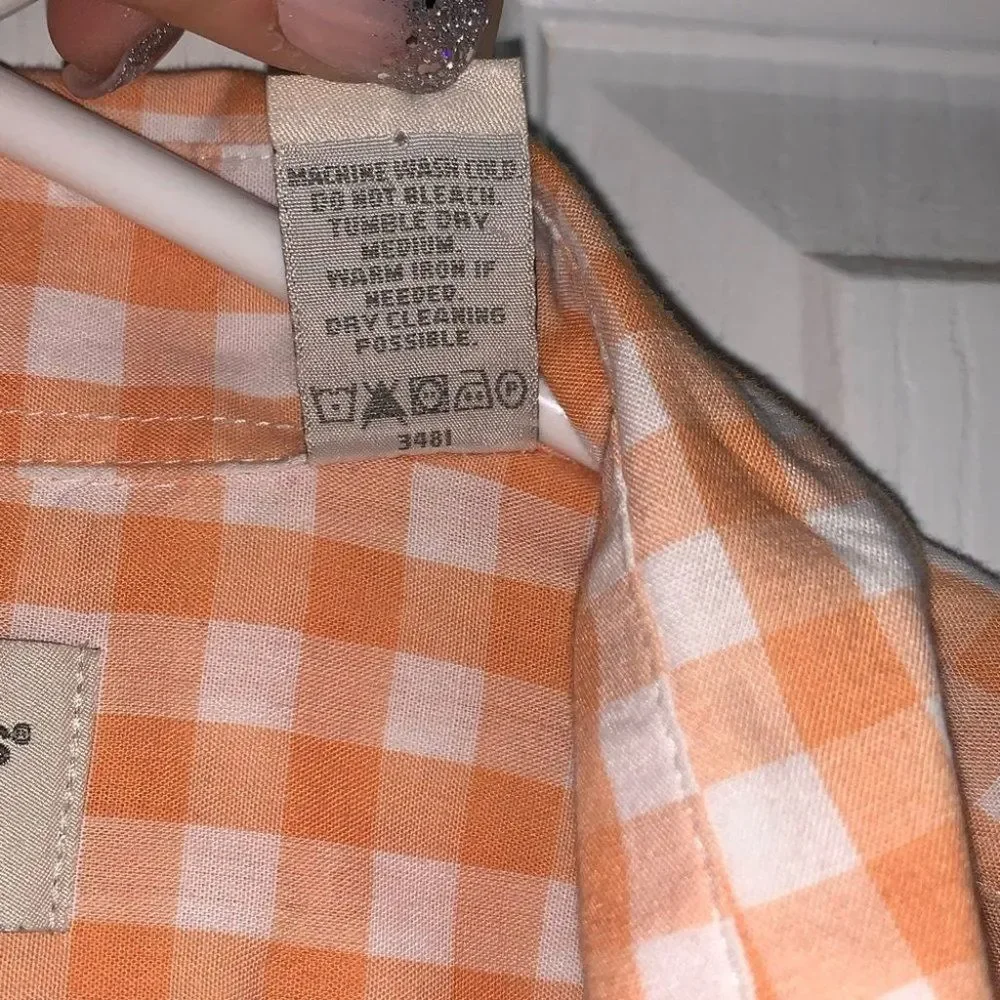 MACHINE WASH COLD.
DO NOT BLEACH.
TUMBLE DRY
MEDIUM.
WARM IRON IF
NEEDED.
DRY CLEANING
POSSIBLE.
P
3481
S®